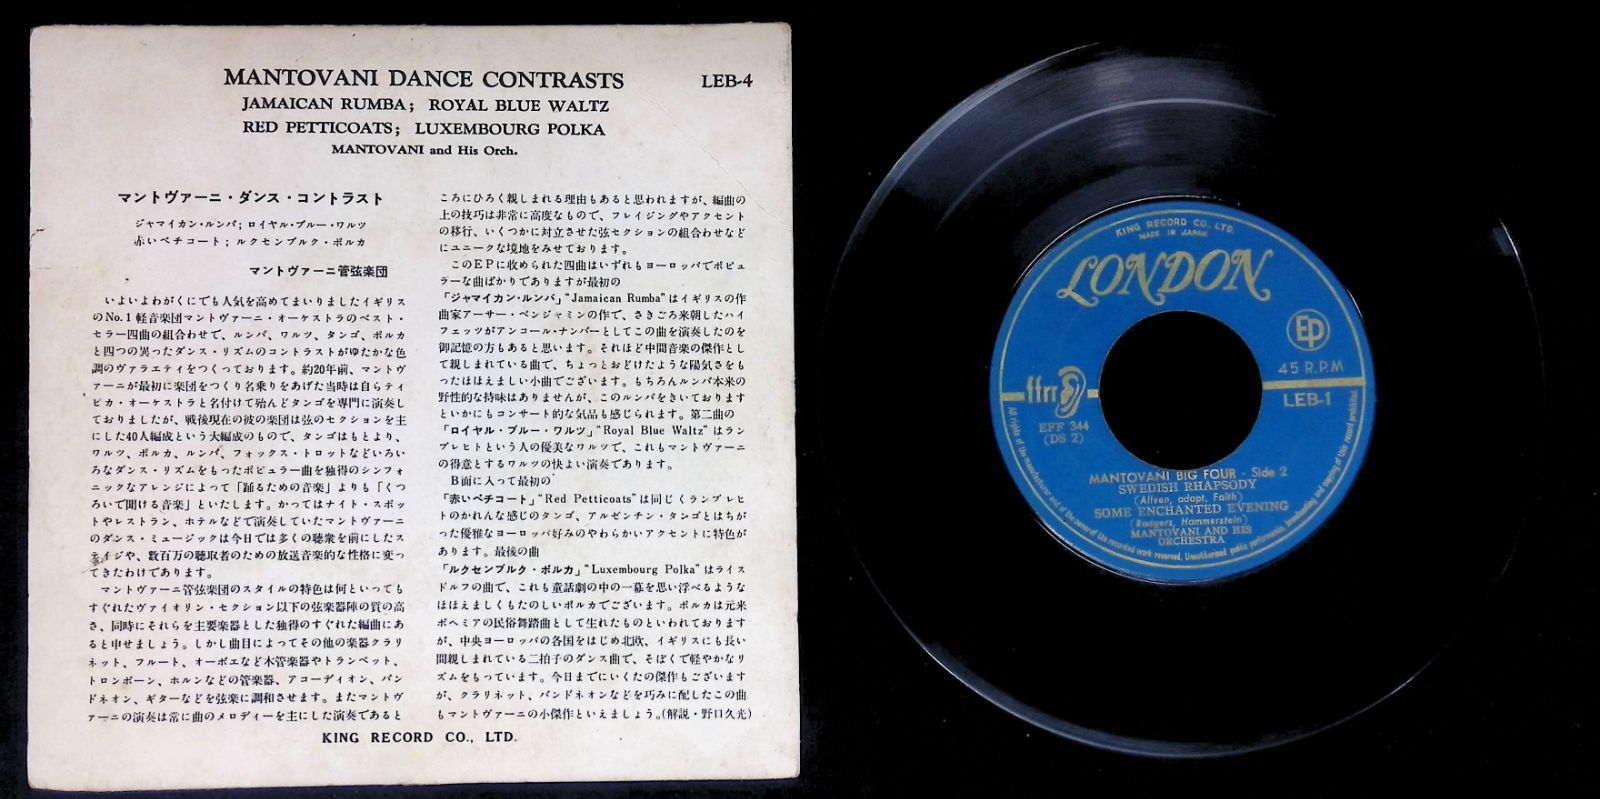 MANTOVANI DANCE CONTRASTS
LEB-4
JAMAICAN RUMBA; ROYAL BLUE WALTZ
RED PETTICOATS; LUXEMBOURG POLKA
MANTOVANI and His Orch.
マントヴァーニ・ダンス・コントラスト
ジャマイカン・ルンバ; ロイヤル・ブルー・ワルツ
赤いペチコート; ルクセンブルク・ポルカ
マントヴァーニ管弦楽団
いよいよわがくににでも人気を高めてまいりましたイギリス
のNo.1軽音楽団マントヴァーニ・オーケストラのベスト・
セラー四曲の組合わせで、ルンバ、ワルツ、タンゴ、ポルカ
と四つの異ったダンス・リズムのコントラストがゆたかな色
調のヴァラエティをつくっております。約20年前、マントヴ
ァーニが最初に楽団をつくり名乗りをあげた当時は自らティ
ピカ・オーケストラと名付けて殆んどタンゴを専門に演奏し
ておりましたが、戦後現在の彼の楽団は弦のセクションを主
にした40人編成という大編成のもので、タンゴはもとより、
ワルツ、ポルカ、ルンバ、フォックス・トロットなどいろい
ろなダンス・リズムをもったポピュラー曲を独得のシンフォ
ニックなアレンジによって「踊るための音楽」よりも「くつ
ろいで聞ける音楽」といたします。かつてはナイト・スポッ
トやレストラン、ホテルなどで演奏していたマントヴァーニ
のダンス・ミュージックは今日では多くの聴衆を前にしたス
テイジや、数百万の聴取者のための放送音楽的な性格に変っ
てきたわけであります。
マントヴァーニ管弦楽団のスタイルの特色は何といっても
すぐれたヴァイオリン・セクション以下の弦楽器陣の質の高
さ、同時にそれらを主要楽器とした独得のすぐれた編曲にあ
ると申せましょう。しかし曲目によってその他の楽器クラリ
ネット、フルート、オーボエなど木管楽器やトランペット、
トロンボーン、ホルンなどの管楽器、アコーディオン、バン
ドネオン、ギターなどを弦楽に調和させます。またマントヴ
ァーニの演奏は常に曲のメロディーを主にした演奏であると
ころにひろく親しまれる理由もあると思われますが、編曲の
上の技巧は非常に高度なもので、フレイジングやアクセント
の移行、いくつかに対立させた弦セクションの組合わせなど
にユニークな境地をみせております。
このEPに収められた四曲はいずれもヨーロッパでポピュ
ラーな曲ばかりでありますが最初の
「ジャマイカン・ルンバ」“Jamaican Rumba”はイギリスの作
曲家アーサー・ベンジャミンの作で、さきごろ来朝したハイ
フェッツがアンコール・ナンバーとしてこの曲を演奏したのを
御記憶の方もあると思います。それほど中間音楽の傑作とし
て親しまれている曲で、ちょっとおどけたような陽気さをも
ったほほえましい小曲でございます。もちろんルンバ本来の
野性的な持味はありませんが、このルンバをきいております
といかにもコンサート的な気品も感じられます。第二曲の
「ロイヤル・ブルー・ワルツ」“Royal Blue Waltz”はラン
ブレヒトという人の優美なワルツで、これもマントヴァーニ
の得意とするワルツの快よい演奏であります。
B面に入って最初の
「赤いペチコート」“Red Petticoats”は同じくランブレヒ
トのかれんな感じのタンゴ、アルゼンチン・タンゴとはちが
った優雅なヨーロッパ好みのやわらかいアクセントに特色が
あります。最後の曲
「ルクセンブルク・ポルカ」“Luxembourg Polka”はライス
ドルフの曲で、これも童話劇の中の一幕を思い浮べるような
ほほえましくもたのしいポルカでございます。ポルカは元来
ボヘミアの民俗舞踏曲として生れたものといわれております
が、中央ヨーロッパの各国をはじめ北欧、イギリスにも長い
間親しまれている二拍子のダンス曲で、そぼくで軽やかなリ
ズムをもっています。今日までにいくたの傑作もございます
が、クラリネット、バンドネオンなどを巧みに配したこの曲
もマントヴァーニの小傑作といえましょう。(解説・野口久光)
KING RECORD CO., LTD.
KING RECORD CO., LTD.
MADE IN JAPAN
LONDON
EP
45 R.P.M
ffrr
LEB-1
EFF 344
(DS 2)
MANTOVANI BIG FOUR - Side 2
SWEDISH RHAPSODY
(Alfven, adapt. Faith)
SOME ENCHANTED EVENING
(Rodgers, Hammerstein)
MANTOVANI AND HIS
ORCHESTRA
All rights of the manufacturer and of the owner of the recorded work reserved. Unauthorised public performance, broadcasting and copying of this record prohibited.